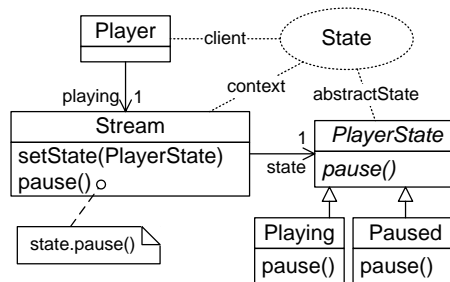 Player
client
State
context
playing
1
abstractState
Stream
setState(PlayerState)
pause()
1
state
PlayerState
pause()
state.pause()
Playing
pause()
Paused
pause()